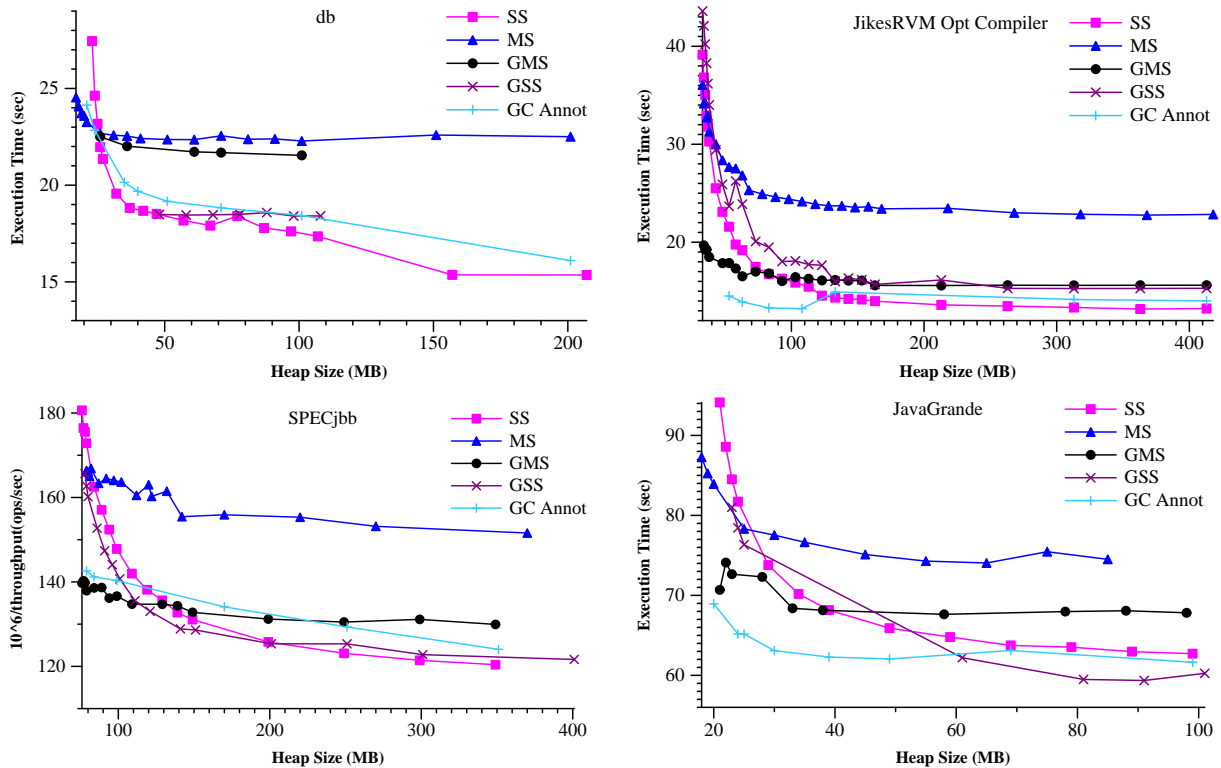 db
SS
MS
GMS
GSS
GC Annot
25
20
15
Execution Time (sec)
50
100
150
200
Heap Size (MB)
JikesRVM Opt Compiler
SS
MS
GMS
GSS
GC Annot
40
30
20
Execution Time (sec)
100
200
300
400
Heap Size (MB)
SPECjbb
SS
MS
GMS
GSS
GC Annot
180
160
140
120
10^6/throughput(ops/sec)
100
200
300
400
Heap Size (MB)
JavaGrande
SS
MS
GMS
GSS
GC Annot
90
80
70
60
Execution Time (sec)
20
40
60
80
100
Heap Size (MB)